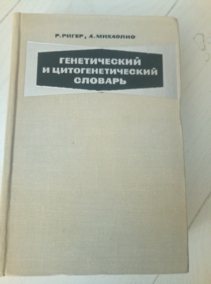 Р. РИГЕР, А. МИХАЭЛИС
ГЕНЕТИЧЕСКИЙ
И ЦИТОГЕНЕТИЧЕСКИЙ
СЛОВАРЬ